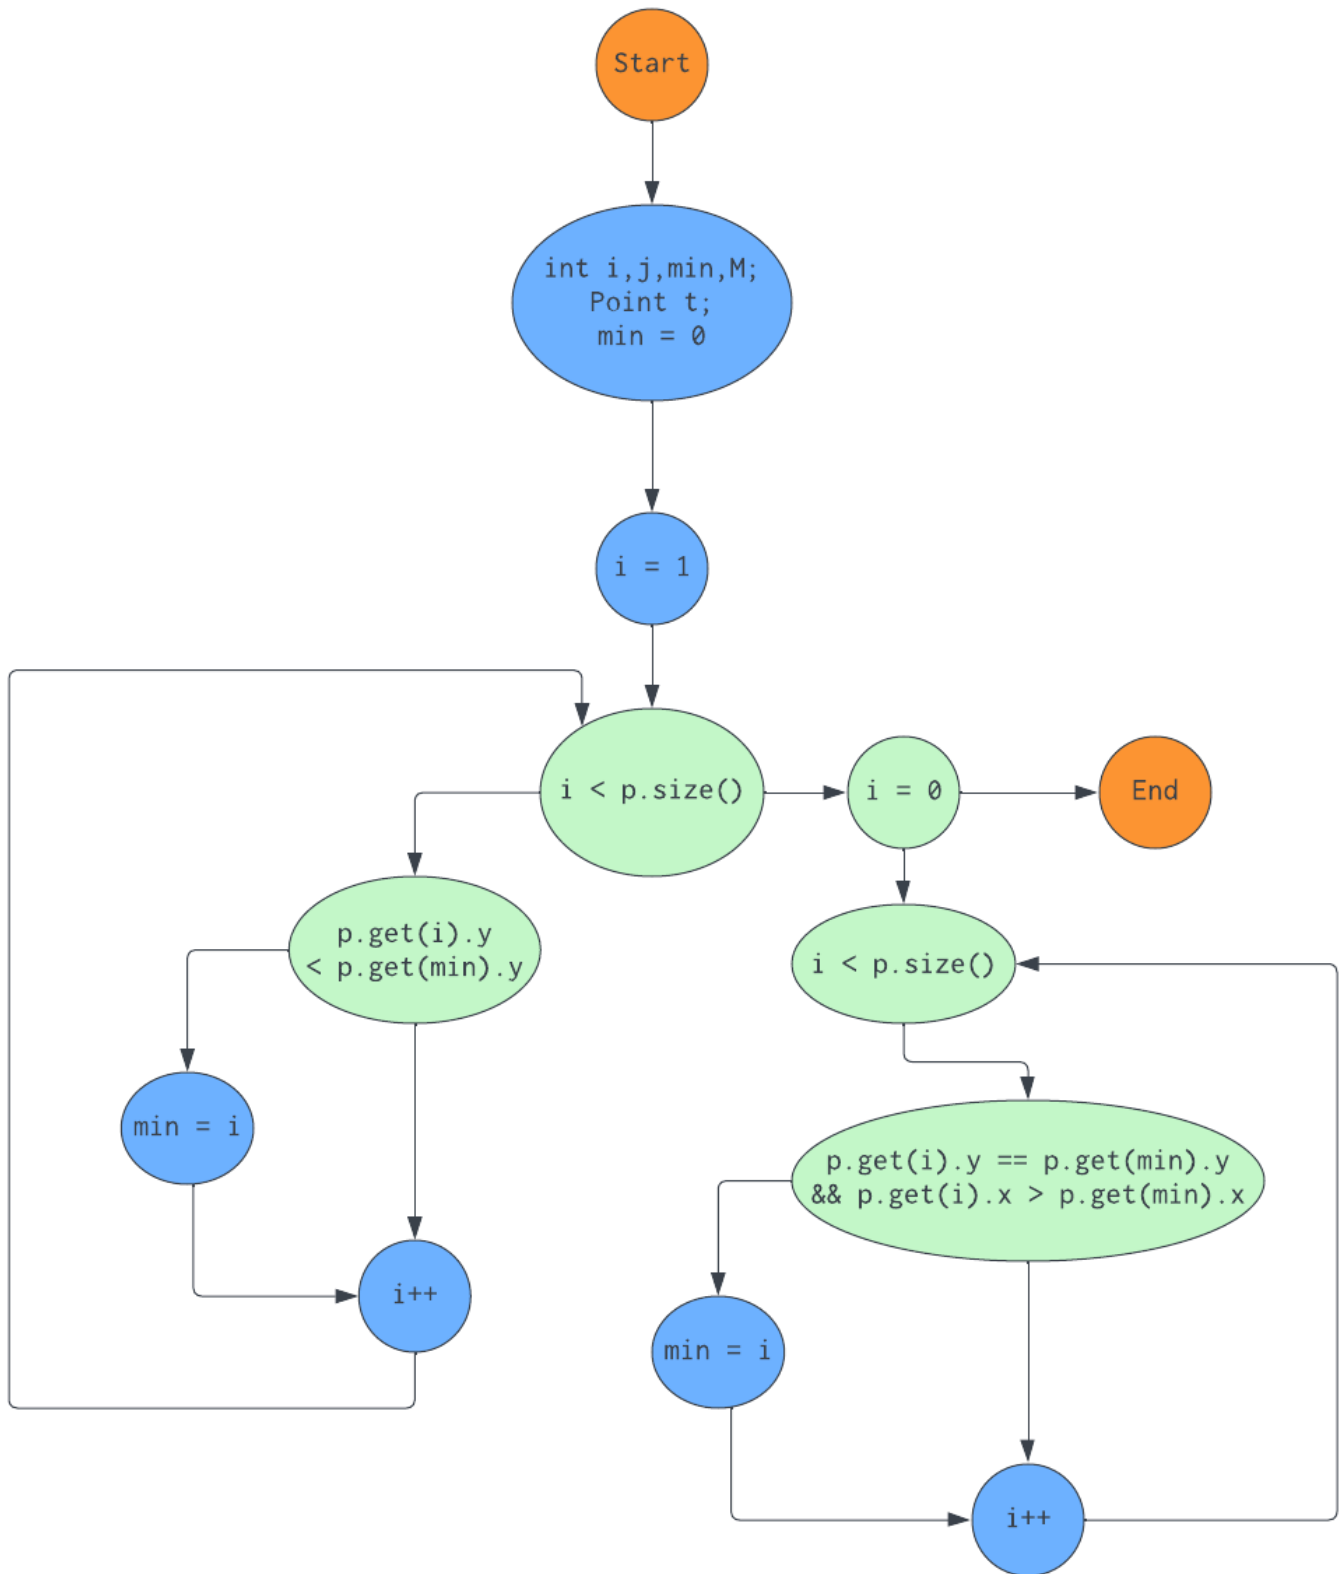 Start
int i,j,min,M;
Point t;
min = 0
i = 1
i < p.size()
i = 0
End
p.get(i).y
< p.get(min).y
i < p.size()
min = i
p.get(i).y == p.get(min).y
&& p.get(i).x > p.get(min).x
i++
min = i
i++